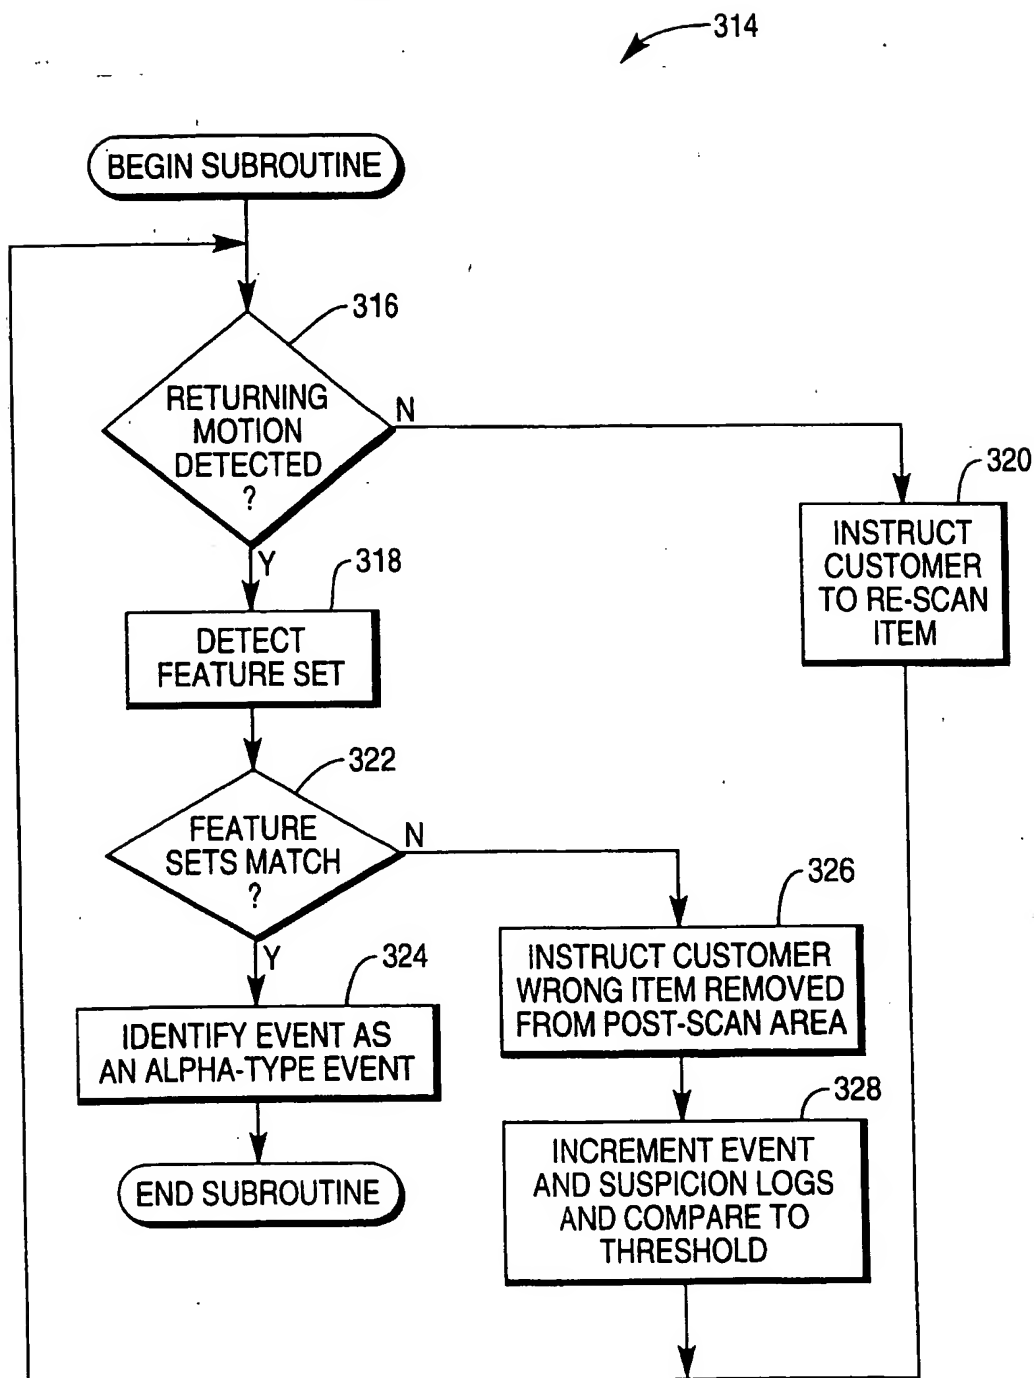 314
BEGIN SUBROUTINE
316
RETURNING
MOTION
DETECTED
?
N
Y
320
INSTRUCT
CUSTOMER
TO RE-SCAN
ITEM
318
DETECT
FEATURE SET
322
FEATURE
SETS MATCH
?
N
Y
324
IDENTIFY EVENT AS
AN ALPHA-TYPE EVENT
END SUBROUTINE
326
INSTRUCT CUSTOMER
WRONG ITEM REMOVED
FROM POST-SCAN AREA
328
INCREMENT EVENT
AND SUSPICION LOGS
AND COMPARE TO
THRESHOLD